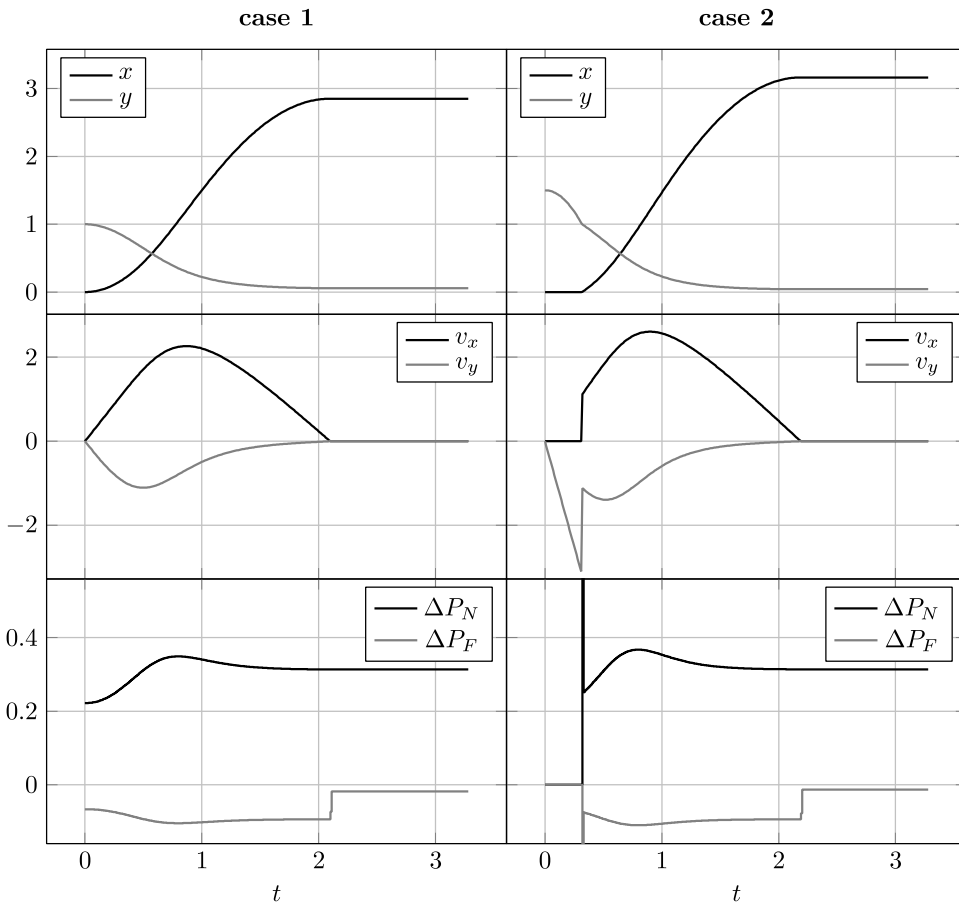 case 1 case 2
x
y
3
2
1
0
x
y
v_x
v_y
2
0
−2
v_x
v_y
ΔP_N
ΔP_F
0.4
0.2
0
ΔP_N
ΔP_F
0 1 2 3
0 1 2 3
t t